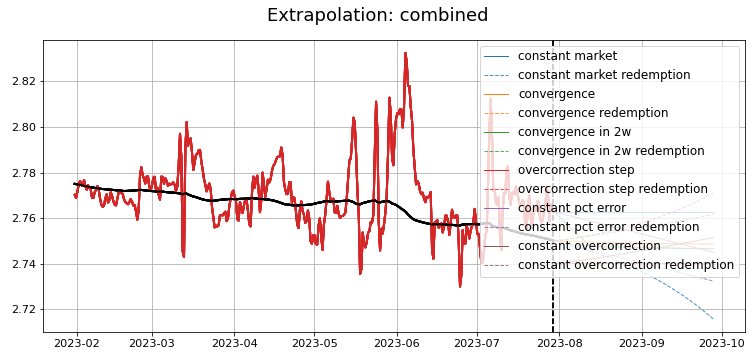 Extrapolation: combined
constant market
constant market redemption
convergence
convergence redemption
convergence in 2w
convergence in 2w redemption
overcorrection step
overcorrection step redemption
constant pct error
constant pct error redemption
constant overcorrection
constant overcorrection redemption
2.82
2.80
2.78
2.76
2.74
2.72
2023-02 2023-03 2023-04 2023-05 2023-06 2023-07 2023-08 2023-09 2023-10